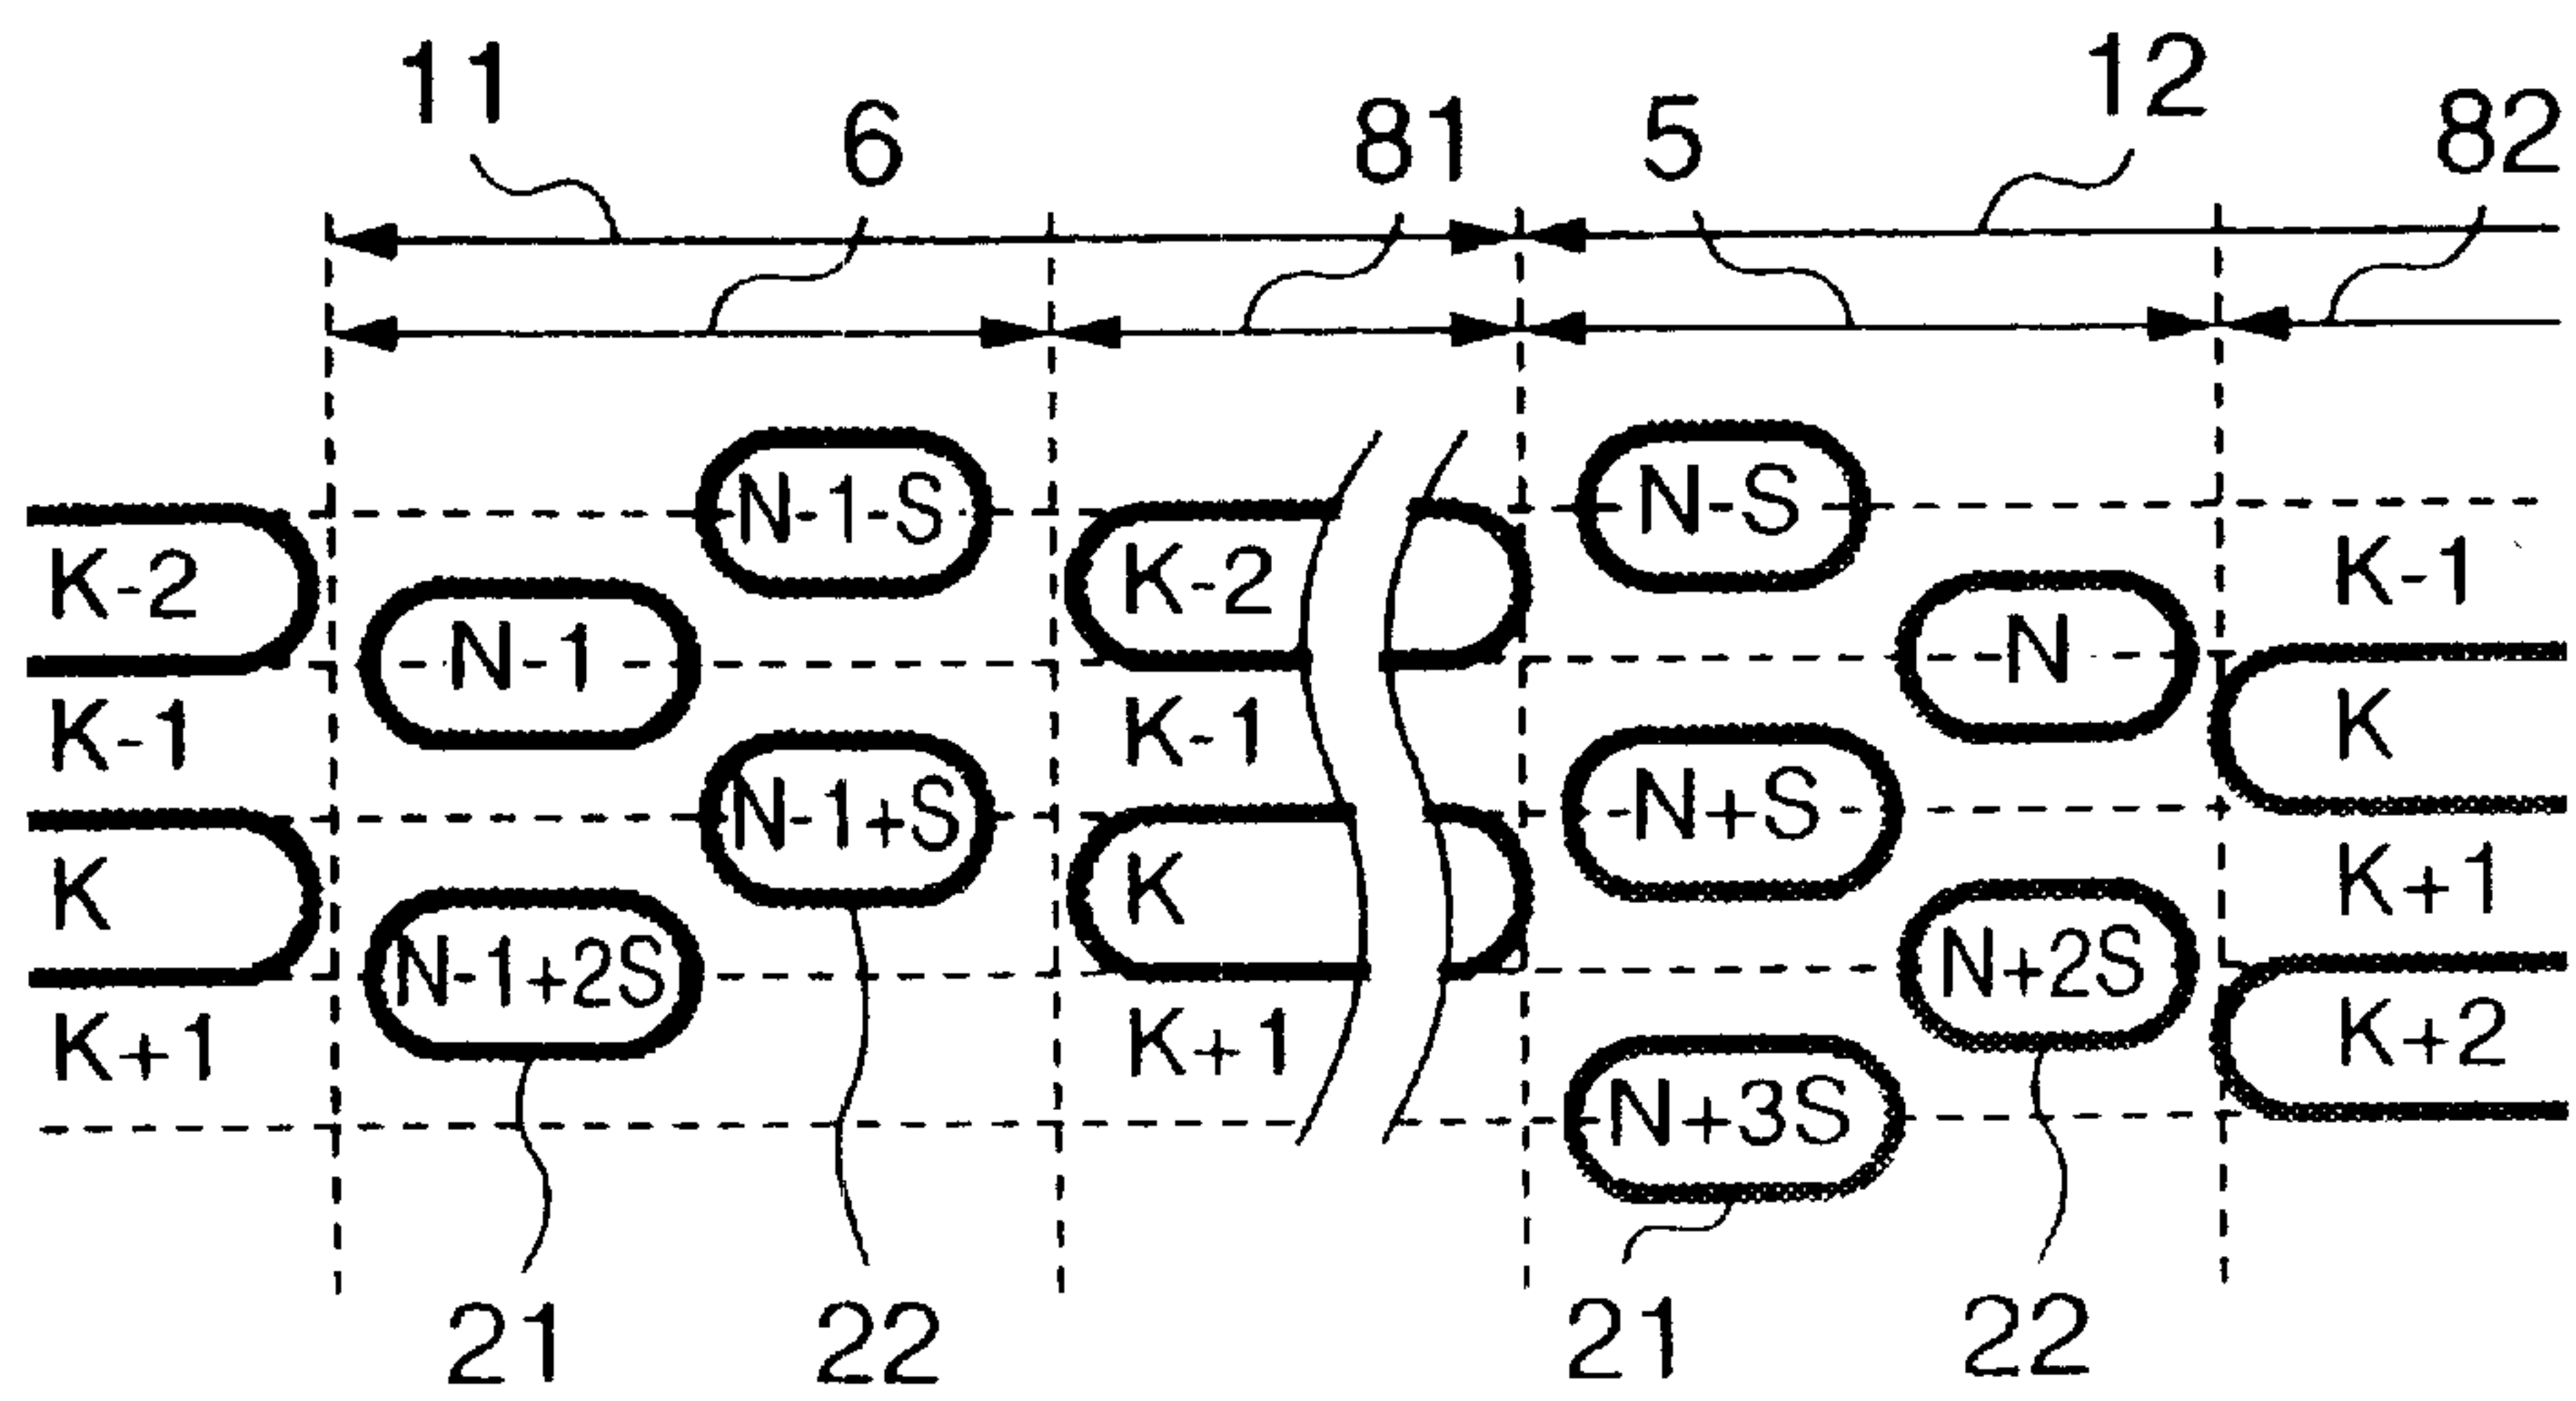 11 12
6 81 5 82
N-1-S N-S
K-2 K-2 K-1
N-1 N
K-1 K-1 K
N-1+S N+S
K K K+1
N-1+2S N+2S
K+1 K+1 K+2
N+3S
21 22 21 22